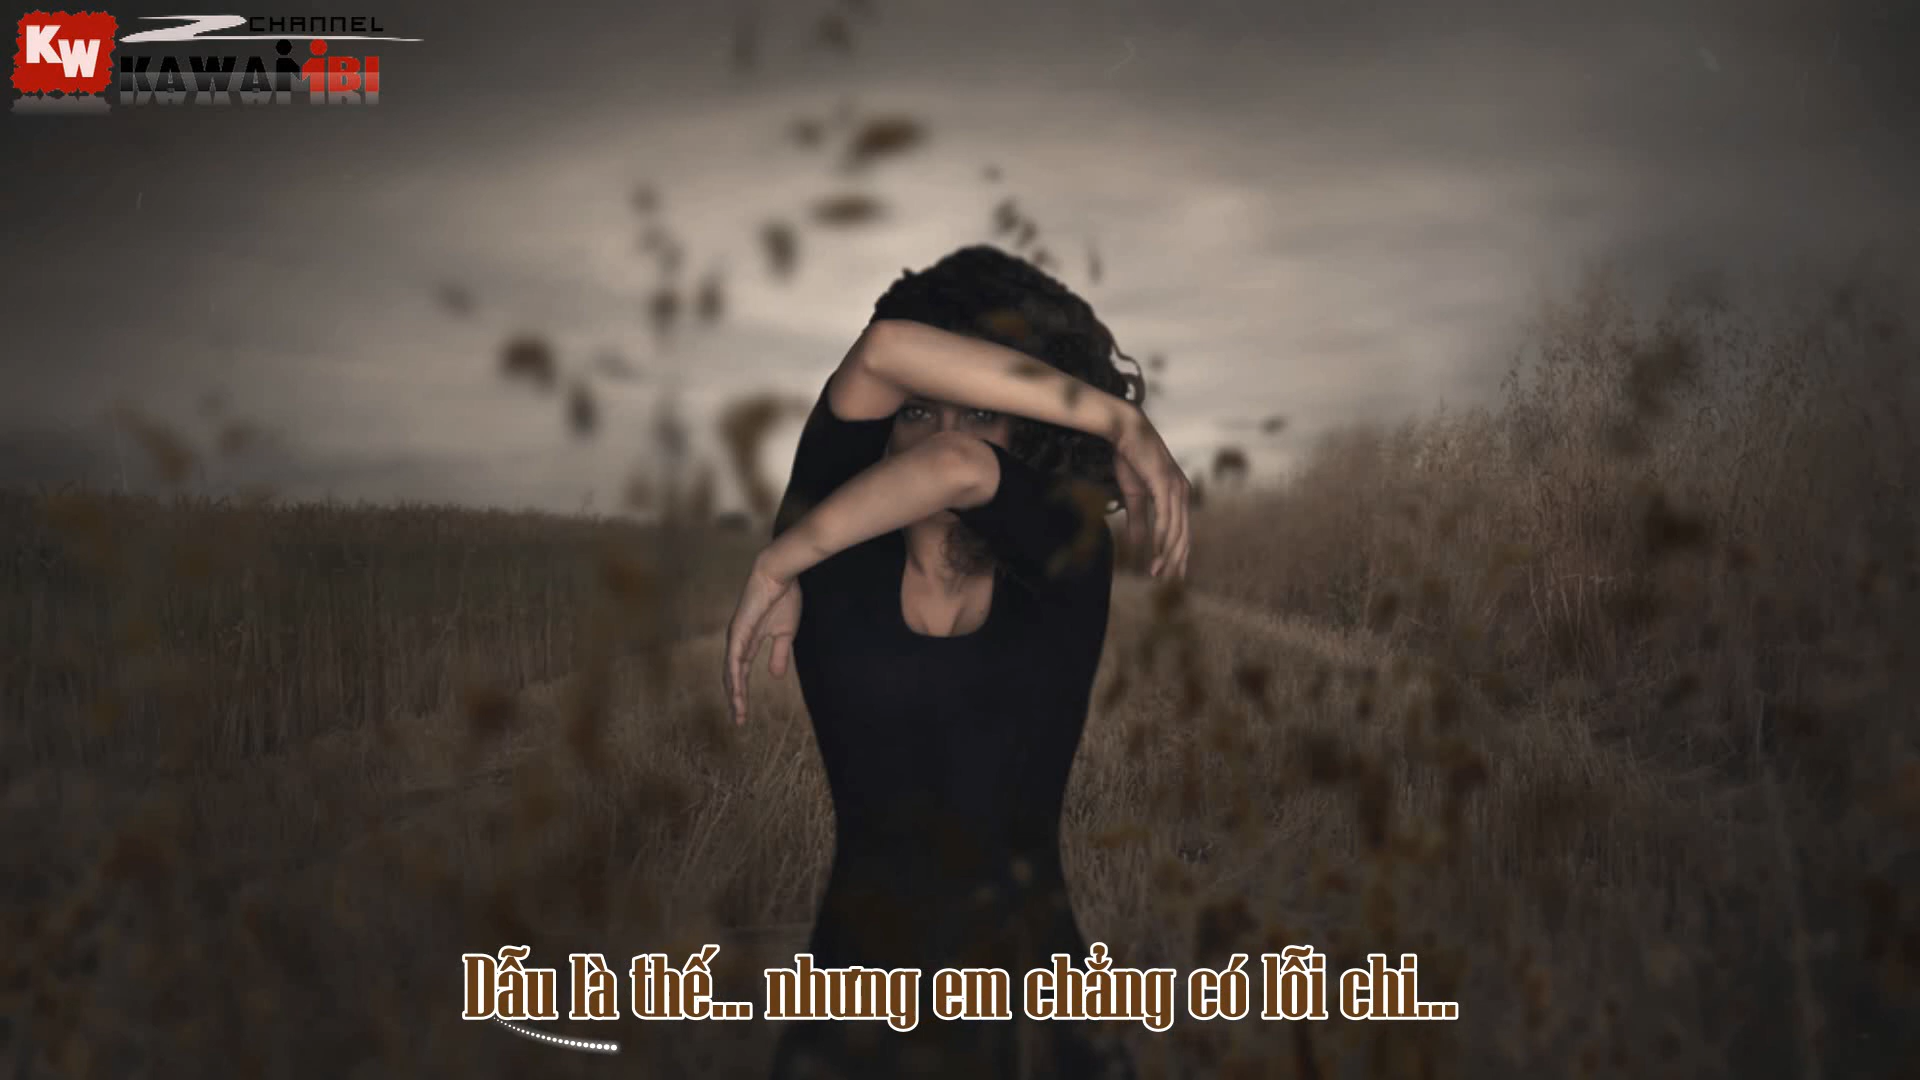 KW
CHANNEL
KAWAIIBI
Dẫu là thế... nhưng em chẳng có lỗi chi...